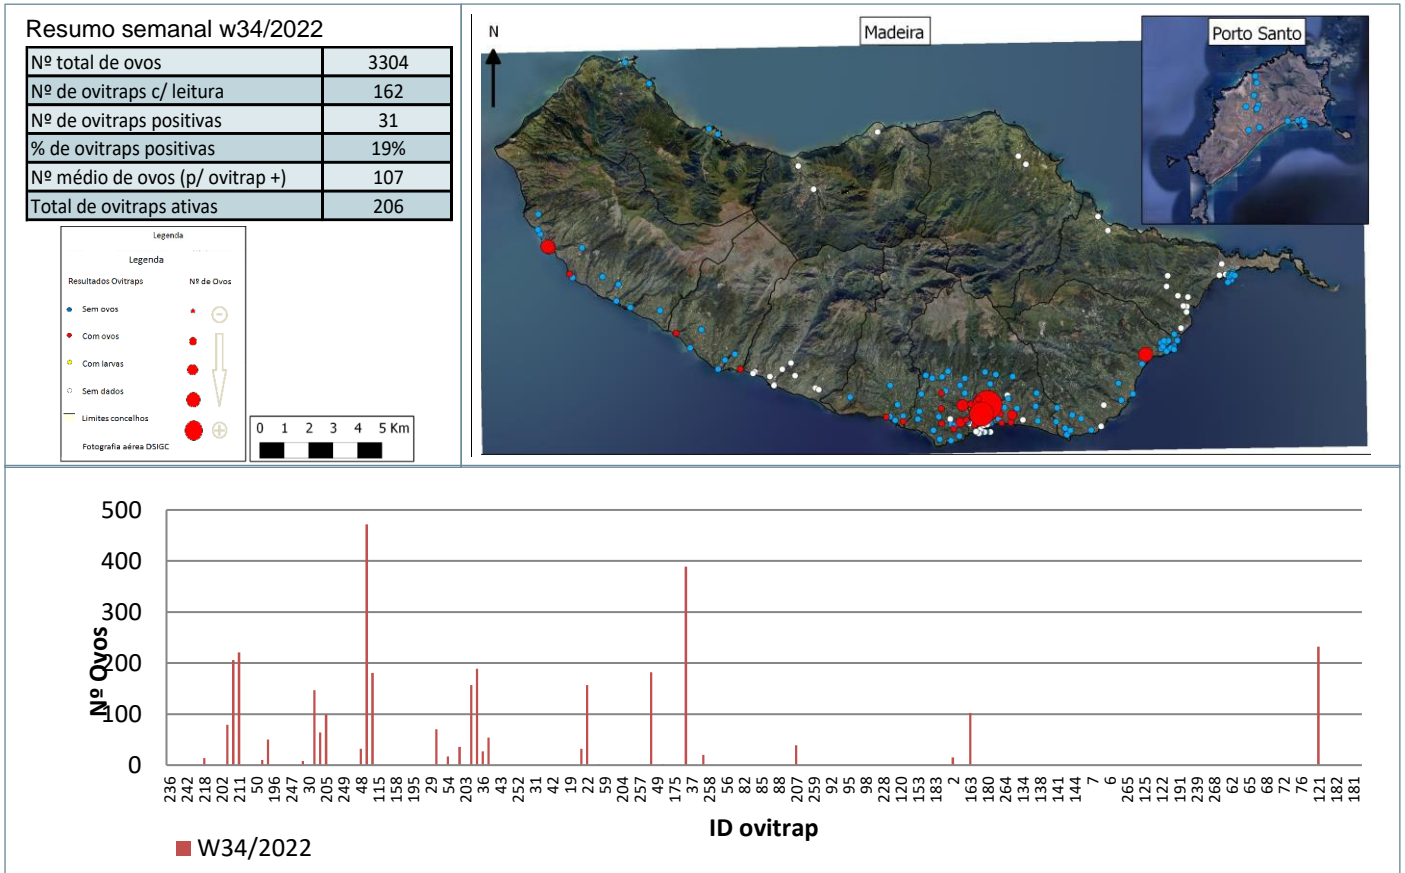 Resumo semanal w34/2022
Nº total de ovos 3304
Nº de ovitraps c/ leitura 162
Nº de ovitraps positivas 31
% de ovitraps positivas 19%
Nº médio de ovos (p/ ovitrap +) 107
Total de ovitraps ativas 206
Legenda
Legenda
Resultados Ovitraps Nº de Ovos
Sem ovos
Com ovos
Com larvas
Sem dados
Limites concelhos
Fotografia aérea DSIGC
0 1 2 3 4 5 Km
N
Madeira
Porto Santo
500
400
300
200
100
0
Nº Ovos
236 242 218 202 211 50 196 247 30 205 249 48 115 158 195 29 54 203 36 43 252 31 42 19 22 59 204 257 49 175 37 258 56 82 85 88 207 259 92 95 98 228 120 153 183 2 163 180 264 134 138 141 144 7 6 265 125 122 191 239 268 62 65 68 72 76 121 182 181
ID ovitrap
W34/2022